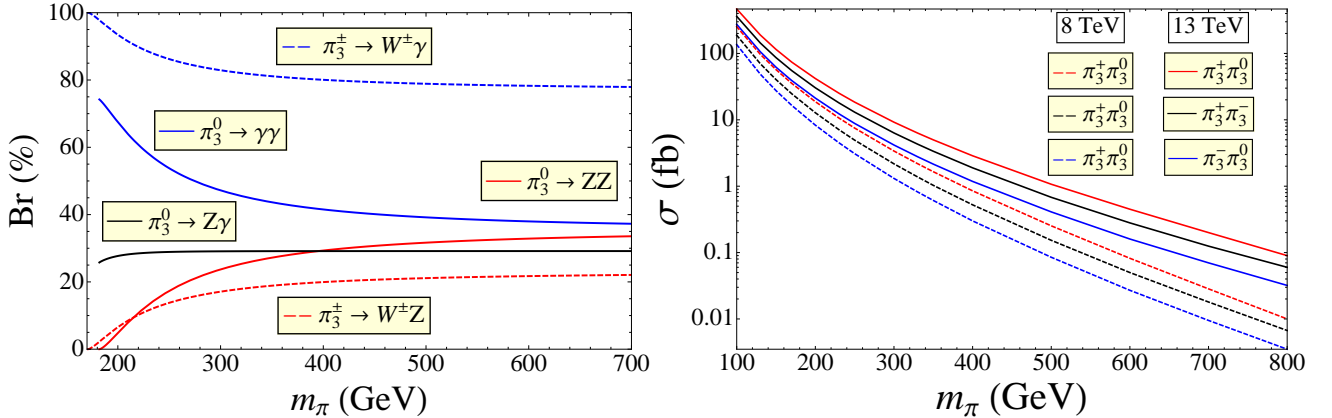 100
80
60
40
20
0
Br (%)
π₃± → W±γ
π₃⁰ → γγ
π₃⁰ → ZZ
π₃⁰ → Zγ
π₃± → W±Z
200 300 400 500 600 700
mπ (GeV)
8 TeV 13 TeV
π₃⁺π₃⁰ π₃⁺π₃⁰
π₃⁺π₃⁰ π₃⁺π₃⁻
π₃⁺π₃⁰ π₃⁻π₃⁰
100
10
1
0.1
0.01
σ (fb)
100 200 300 400 500 600 700 800
mπ (GeV)